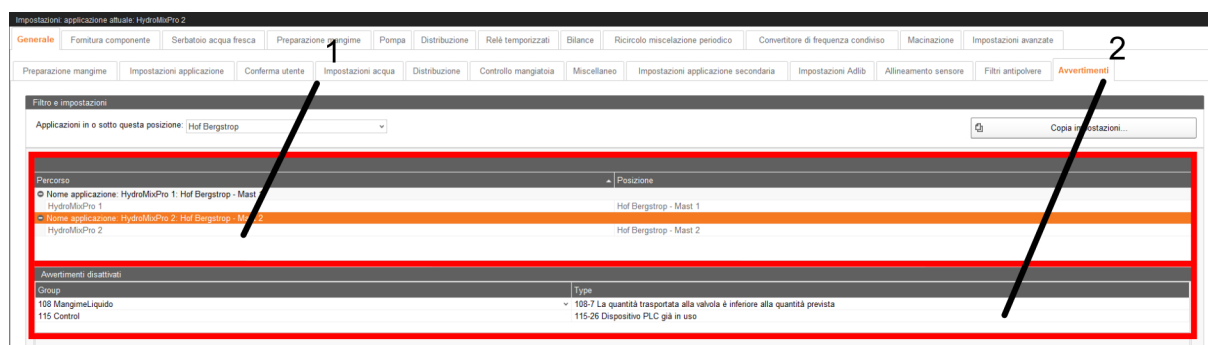 Impostazioni: applicazione attuale: HydroMixPro 2
1
2
Generale Fornitura componente Serbatoio acqua fresca Preparazione mangime Pompa Distribuzione Relé temporizzati Bilance Ricircolo miscelazione periodico Convertitore di frequenza condiviso Macinazione Impostazioni avanzate
Preparazione mangime Impostazioni applicazione Conferma utente Impostazioni acqua Distribuzione Controllo mangiatoia Miscellaneo Impostazioni applicazione secondaria Impostazioni Adlib Allineamento sensore Filtri antipolvere Avvertimenti
Filtro e impostazioni
Applicazioni in o sotto questa posizione: Hof Bergstrop Copia impostazioni...
Percorso Posizione
Nome applicazione: HydroMixPro 1: Hof Bergstrop - Mast 1
HydroMixPro 1 Hof Bergstrop - Mast 1
Nome applicazione: HydroMixPro 2: Hof Bergstrop - Mast 2
HydroMixPro 2 Hof Bergstrop - Mast 2
Avvertimenti disattivati
Group Type
108 MangimeLiquido 108-7 La quantità trasportata alla valvola è inferiore alla quantità prevista
115 Control 115-26 Dispositivo PLC già in uso